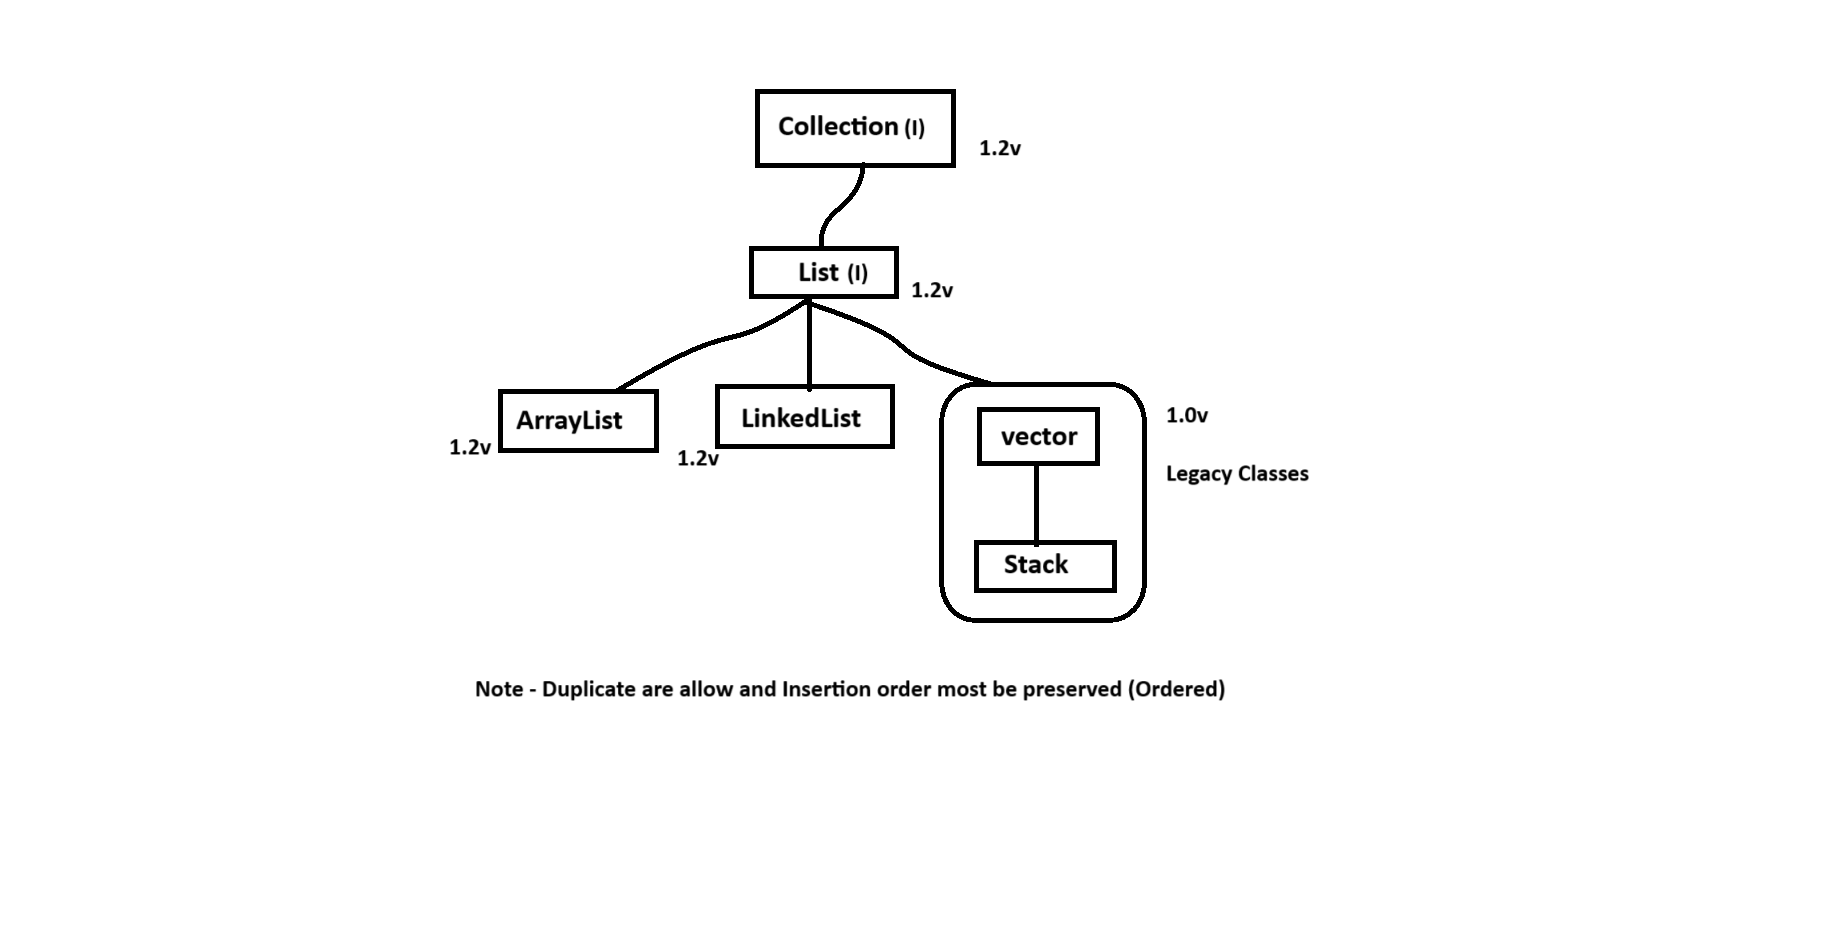 Collection (I)
1.2v
List (I)
1.2v
ArrayList
1.2v
LinkedList
1.2v
vector
Stack
1.0v
Legacy Classes
Note - Duplicate are allow and Insertion order most be preserved (Ordered)